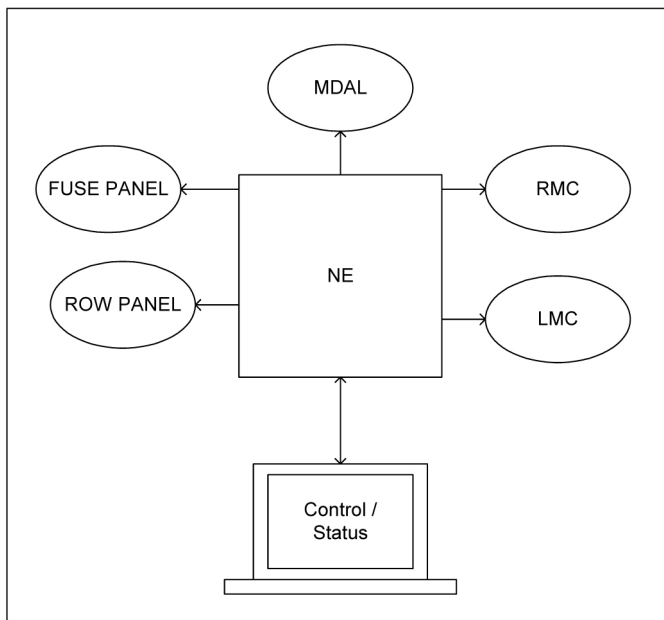 MDAL
FUSE PANEL
RMC
NE
ROW PANEL
LMC
Control /
Status